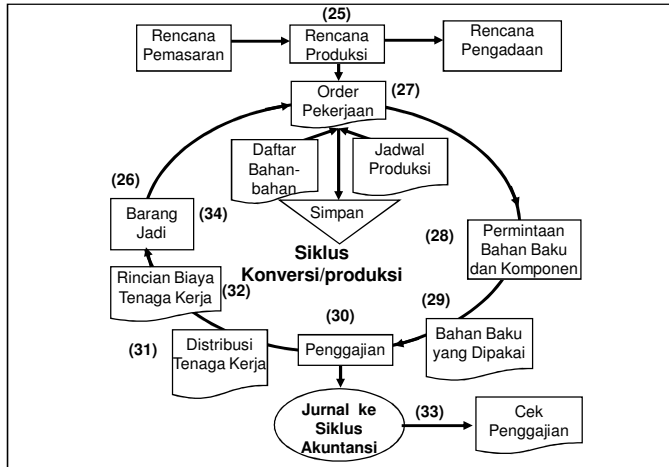 (25)
Rencana
Pemasaran
Rencana
Produksi
Rencana
Pengadaan
Order
Pekerjaan
(27)
Daftar
Bahan-
bahan
Jadwal
Produksi
(26)
Barang
Jadi
(34)
Simpan
(28)
Permintaan
Bahan Baku
dan Komponen
Siklus
Konversi/produksi
Rincian Biaya
Tenaga Kerja
(32)
(29)
(30)
(31)
Distribusi
Tenaga Kerja
Penggajian
Bahan Baku
yang Dipakai
Jurnal ke
Siklus
Akuntansi
(33)
Cek
Penggajian